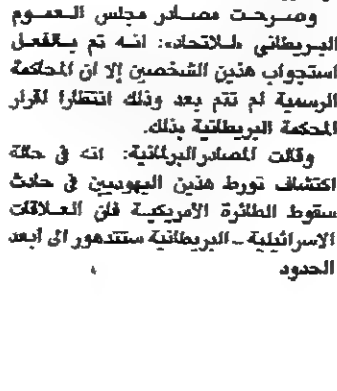 وصرحت مصادر مجلس العموم
البريطاني «للاتحاد»: انه تم بالفعل
استجواب هذين الشخصين إلا ان المحاكمة
الرسمية لم تتم بعد وذلك انتظارا لقرار
المحكمة البريطانية بذلك.
وقالت المصادر البرلمانية: انه في حالة
اكتشاف تورط هذين اليهوديين في حادث
سقوط الطائرة الأمريكية فان العلاقات
الاسرائيلية ـ البريطانية ستتدهور الى أبعد
الحدود